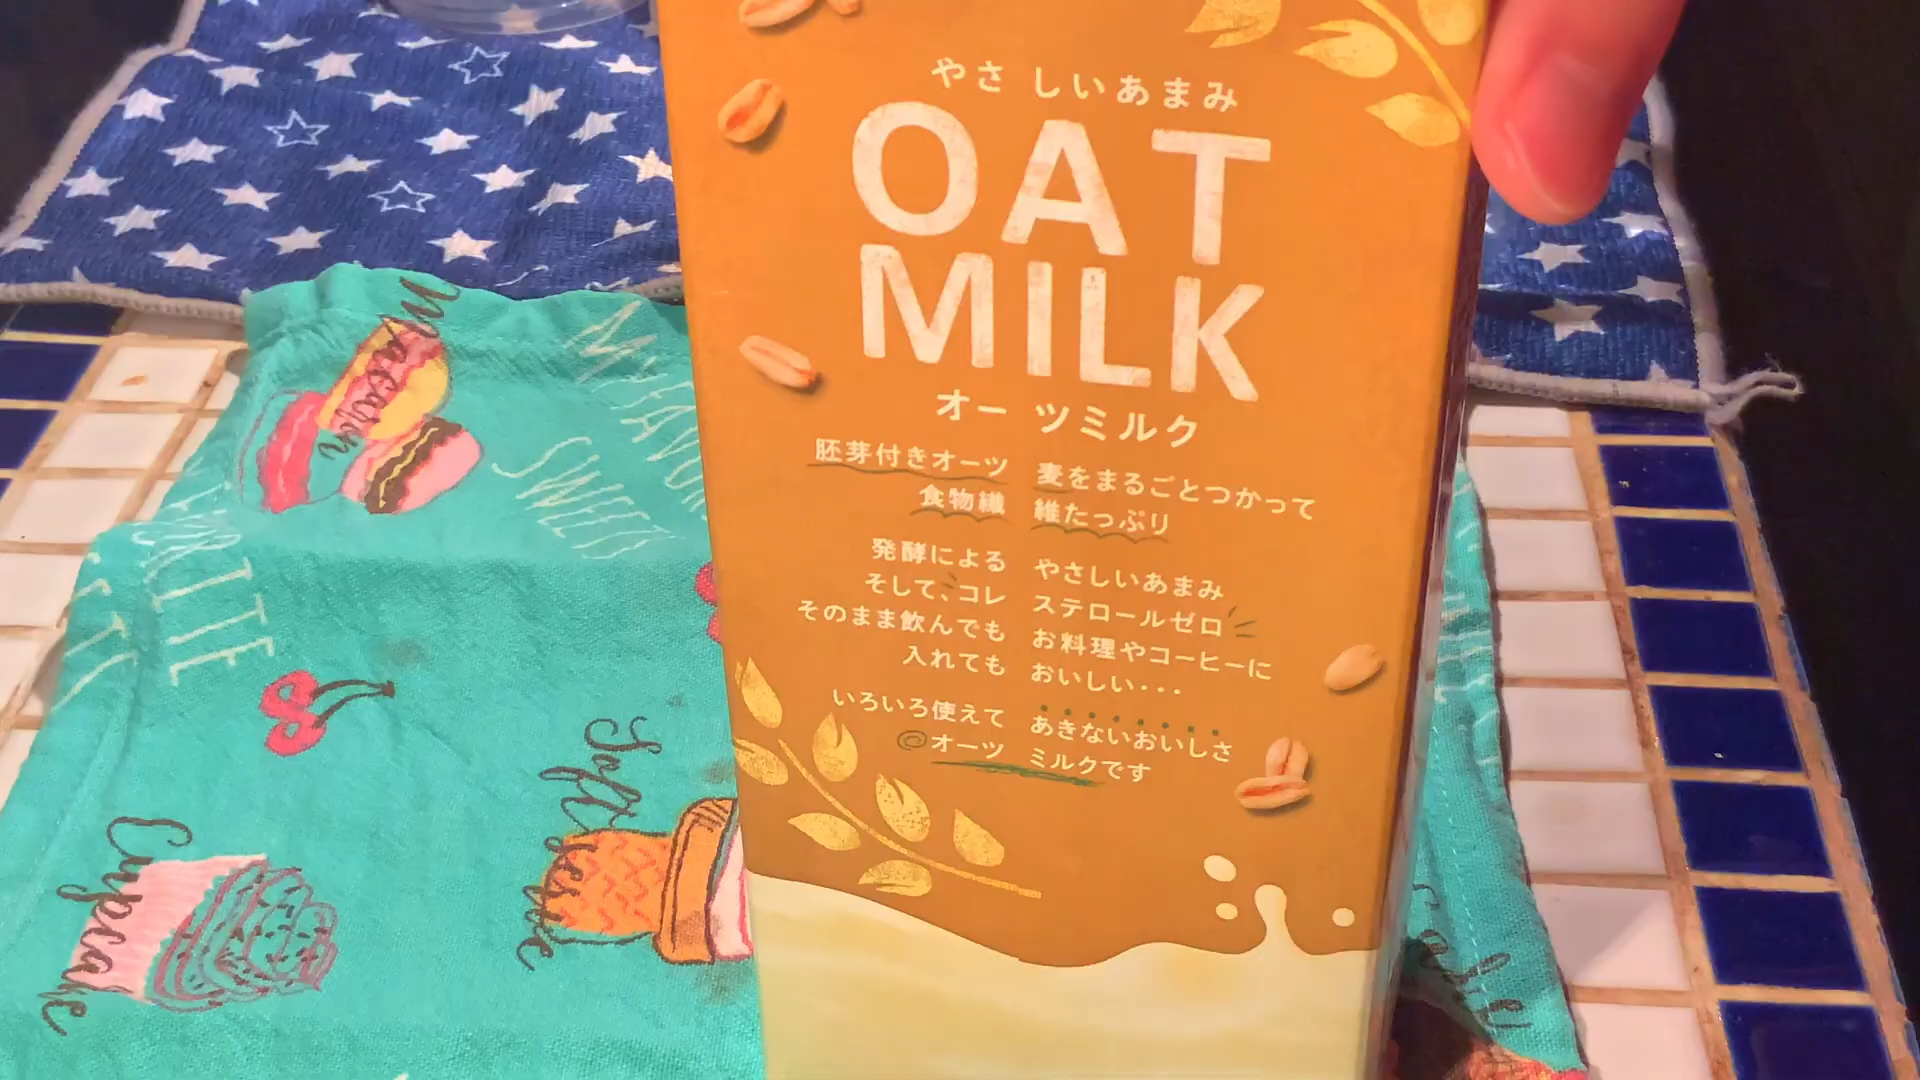 やさしいあまみ
OAT
MILK
オーツミルク
胚芽付きオーツ麦をまるごとつかって
食物繊維たっぷり
発酵によるやさしいあまみ
そして、コレステロールゼロ
そのまま飲んでもお料理やコーヒーに
入れてもおいしい・・・
いろいろ使えてあきないおいしさ
オーツミルクです
Macaron
MY FAVORI
SWEETS
VORITE
Soft serve
Cupcake